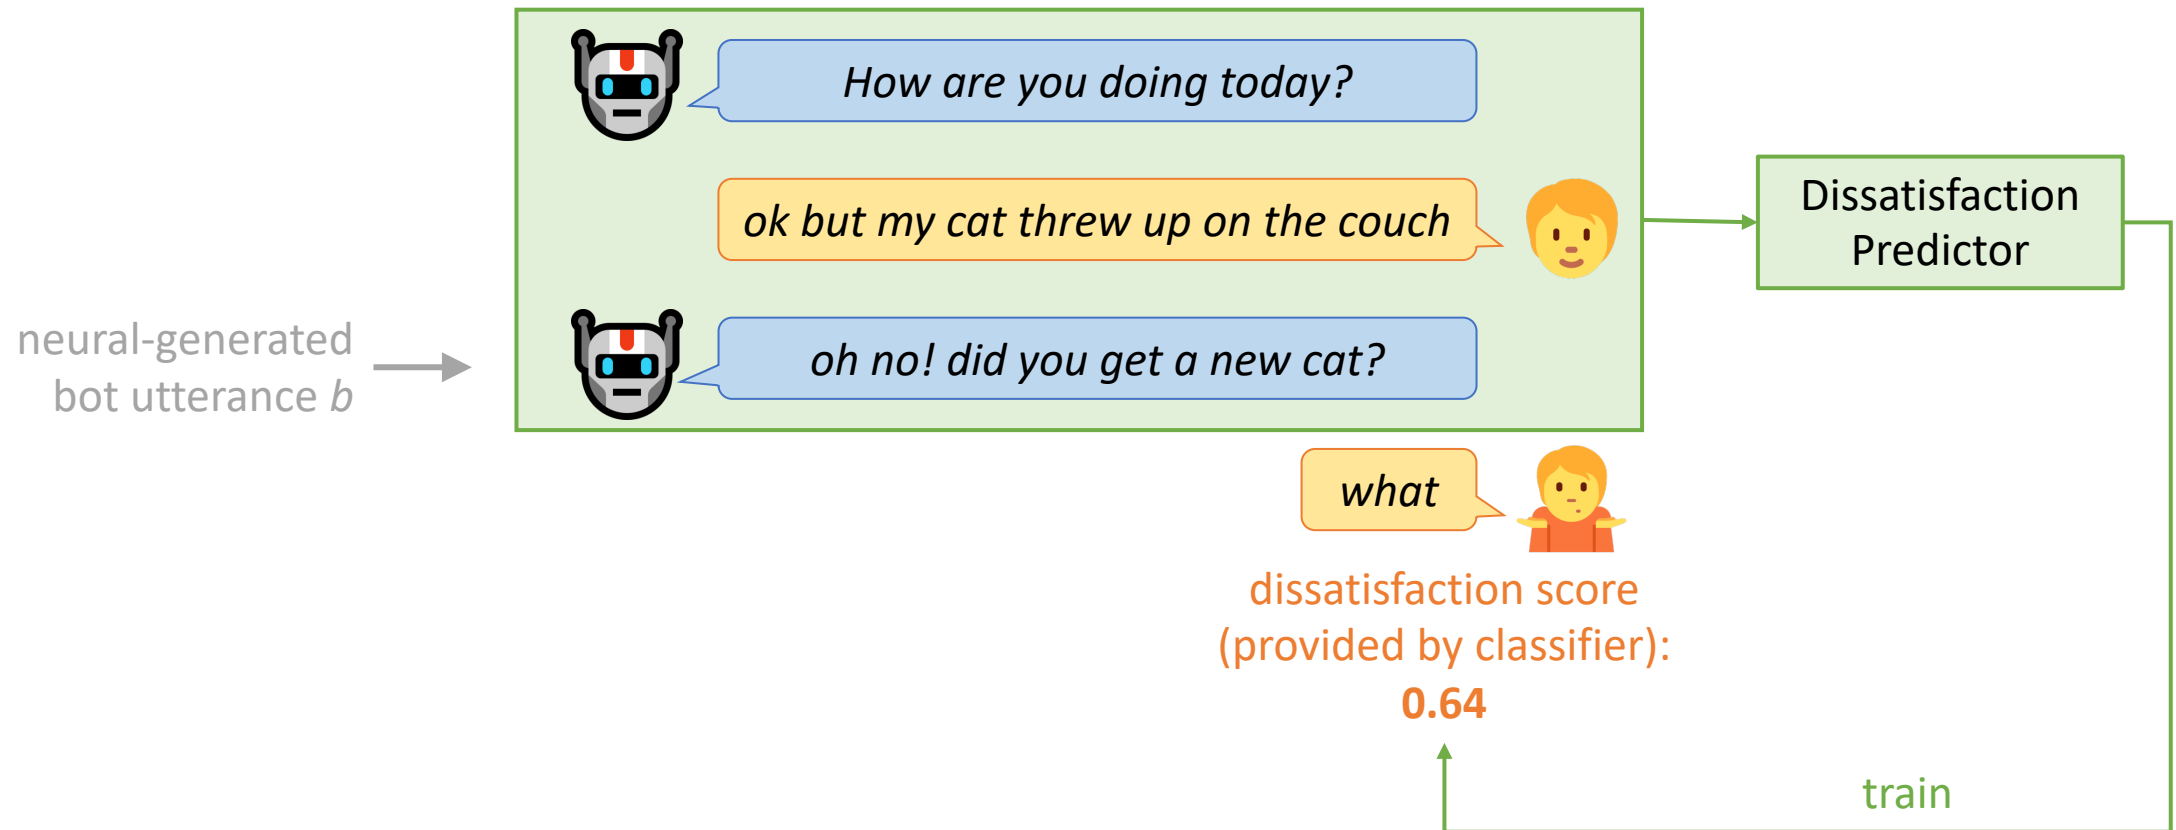 How are you doing today?
ok but my cat threw up on the couch
Dissatisfaction
Predictor
neural-generated
bot utterance b
oh no! did you get a new cat?
what
dissatisfaction score
(provided by classifier):
0.64
train